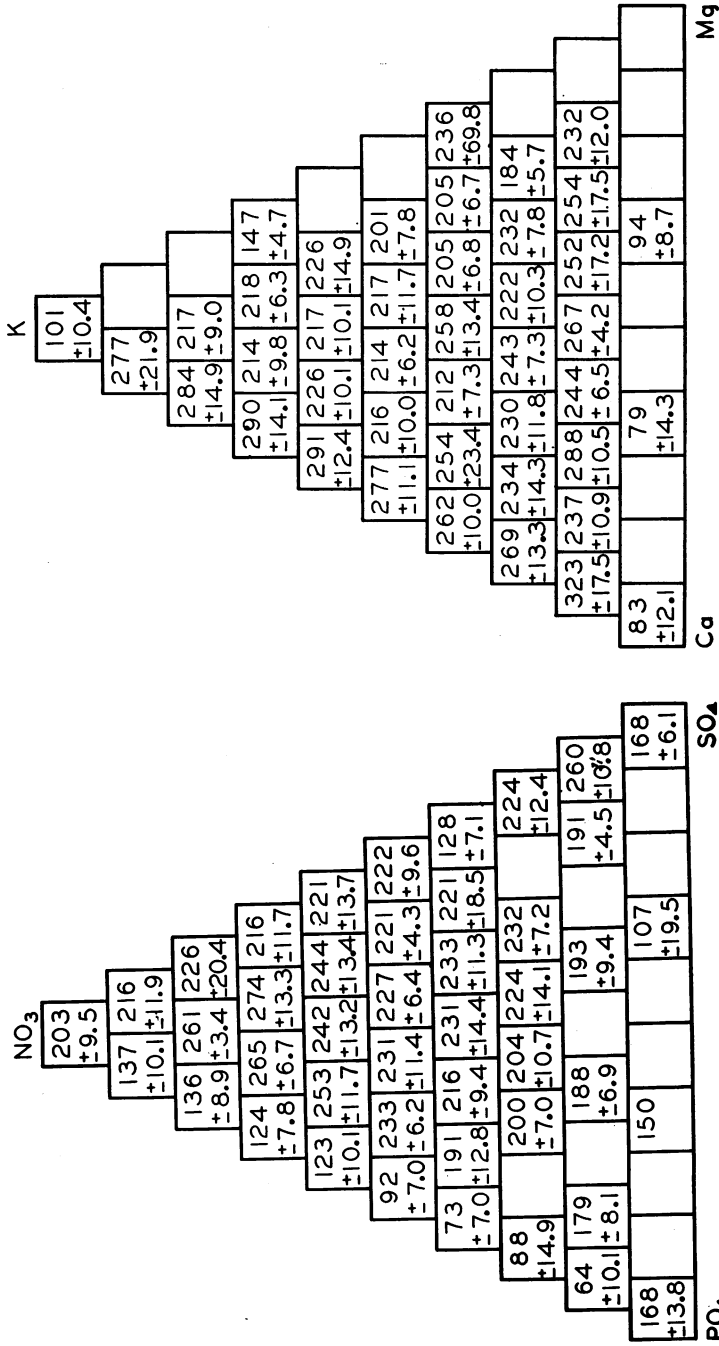 NO₃
203
±9.5
137 216
±10.1 ±11.9
136 261 226
±8.9 ±3.4 ±20.4
124 265 274 216
±7.8 ±6.7 ±13.3 ±11.7
123 253 242 244 221
±10.1 ±11.7 ±13.2 ±13.4 ±13.7
92 233 231 227 221 222
±7.0 ±6.2 ±11.4 ±6.4 ±4.3 ±9.6
73 191 216 231 233 221 128
±7.0 ±12.8 ±9.4 ±14.4 ±11.3 ±18.5 ±7.1
88 200 204 224 232 224
±14.9 ±7.0 ±10.7 ±14.1 ±7.2 ±12.4
64 179 188 193 191 260
±10.1 ±8.1 ±6.9 ±9.4 ±4.5 ±10.8
168 150 107 168
±13.8 ±19.5 ±6.1
SO₄
K
101
±10.4
277
±21.9
284 217
±14.9 ±9.0
290 214 218 147
±14.1 ±9.8 ±6.3 ±4.7
291 226 217 226
±12.4 ±10.1 ±10.1 ±14.9
277 216 214 217 201
±11.1 ±10.0 ±6.2 ±11.7 ±7.8
262 254 212 258 205 205 236
±10.0 ±23.4 ±7.3 ±13.4 ±6.8 ±6.7 ±69.8
269 234 230 243 222 232 184
±13.3 ±14.3 ±11.8 ±7.3 ±10.3 ±7.8 ±5.7
323 237 288 244 267 252 254 232
±17.5 ±10.9 ±10.5 ±6.5 ±4.2 ±17.2 ±17.5 ±12.0
83 79 94
±12.1 ±14.3 ±8.7
Ca Mg